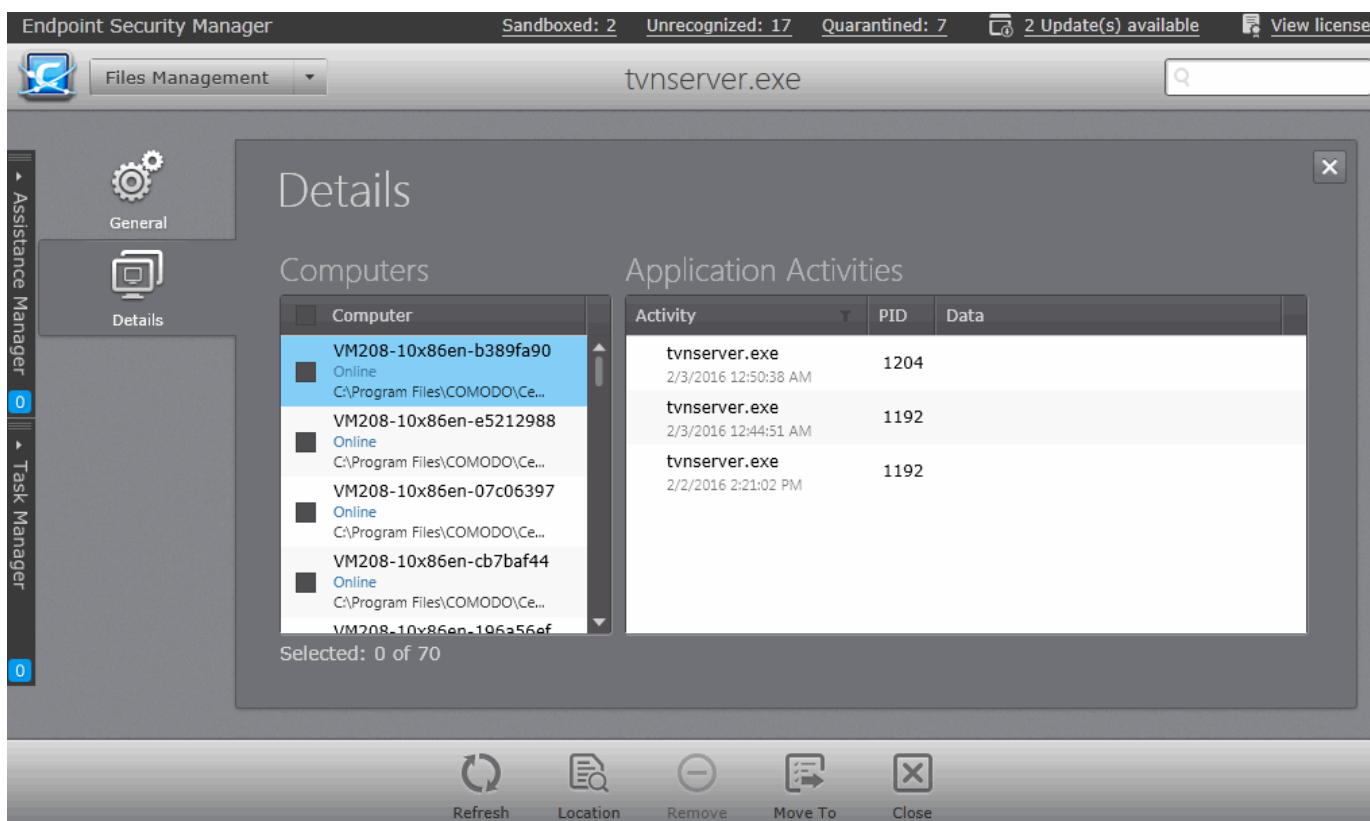 Endpoint Security Manager
Sandboxed: 2
Unrecognized: 17
Quarantined: 7
2 Update(s) available
View license
Files Management
tvnserver.exe
Assistance Manager
0
Task Manager
0
General
Details
Details
Computers
Computer
VM208-10x86en-b389fa90
Online
C:\Program Files\COMODO\Ce...
VM208-10x86en-e5212988
Online
C:\Program Files\COMODO\Ce...
VM208-10x86en-07c06397
Online
C:\Program Files\COMODO\Ce...
VM208-10x86en-cb7baf44
Online
C:\Program Files\COMODO\Ce...
VM208-10x86en-196a56ef
Selected: 0 of 70
Application Activities
Activity PID Data
tvnserver.exe 1204
2/3/2016 12:50:38 AM
tvnserver.exe 1192
2/3/2016 12:44:51 AM
tvnserver.exe 1192
2/2/2016 2:21:02 PM
Refresh
Location
Remove
Move To
Close